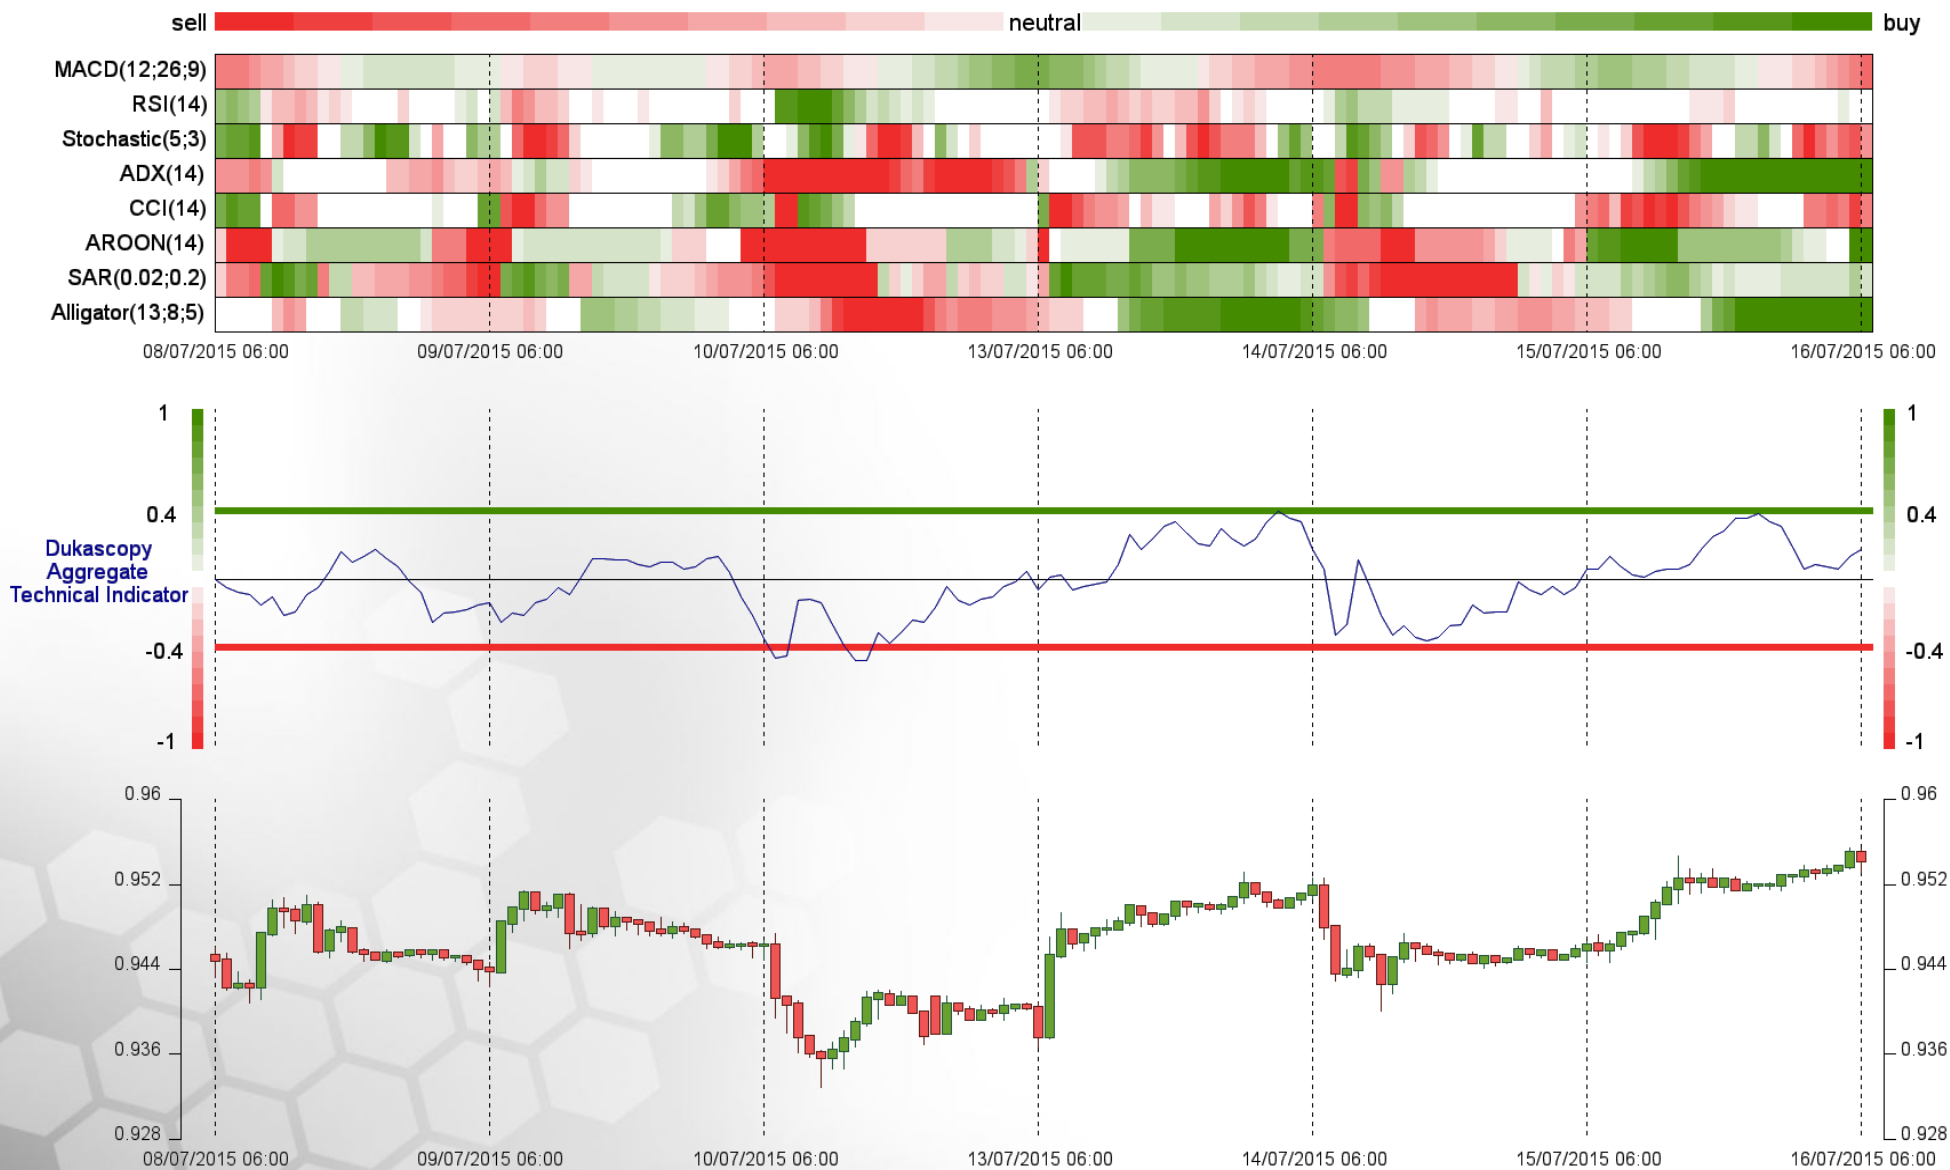 sell neutral buy
MACD(12;26;9)
RSI(14)
Stochastic(5;3)
ADX(14)
CCI(14)
AROON(14)
SAR(0.02;0.2)
Alligator(13;8;5)
08/07/2015 06:00 09/07/2015 06:00 10/07/2015 06:00 13/07/2015 06:00 14/07/2015 06:00 15/07/2015 06:00 16/07/2015 06:00
1 1
0.4 0.4
Dukascopy
Aggregate
Technical Indicator
-0.4 -0.4
-1 -1
0.96 0.96
0.952 0.952
0.944 0.944
0.936 0.936
0.928 0.928
08/07/2015 06:00 09/07/2015 06:00 10/07/2015 06:00 13/07/2015 06:00 14/07/2015 06:00 15/07/2015 06:00 16/07/2015 06:00